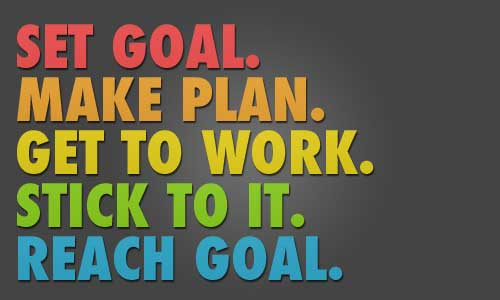 SET GOAL.
MAKE PLAN.
GET TO WORK.
STICK TO IT.
REACH GOAL.